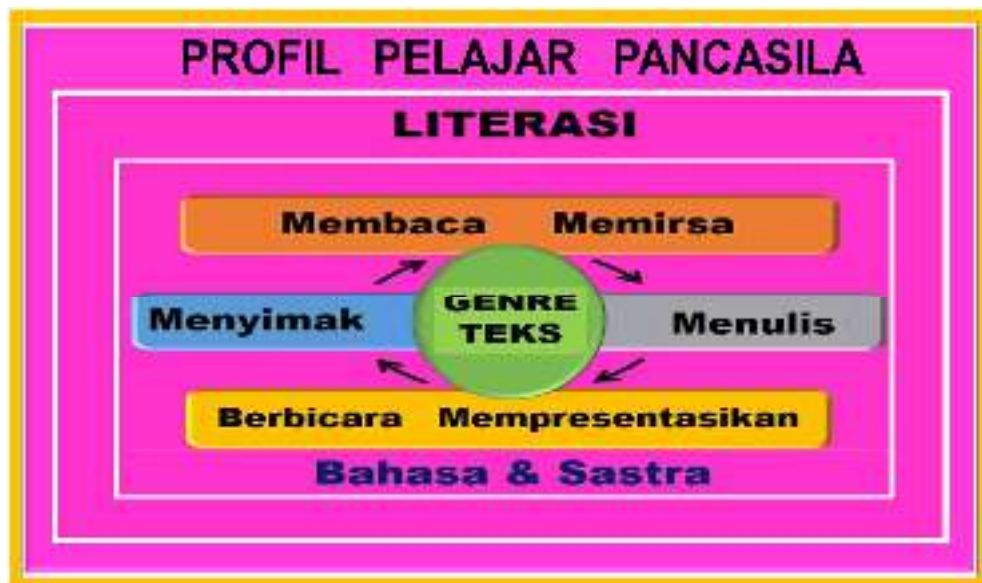 PROFIL PELAJAR PANCASILA
LITERASI
Membaca Memirsa
Menyimak
GENRE
TEKS
Menulis
Berbicara Mempresentasikan
Bahasa & Sastra